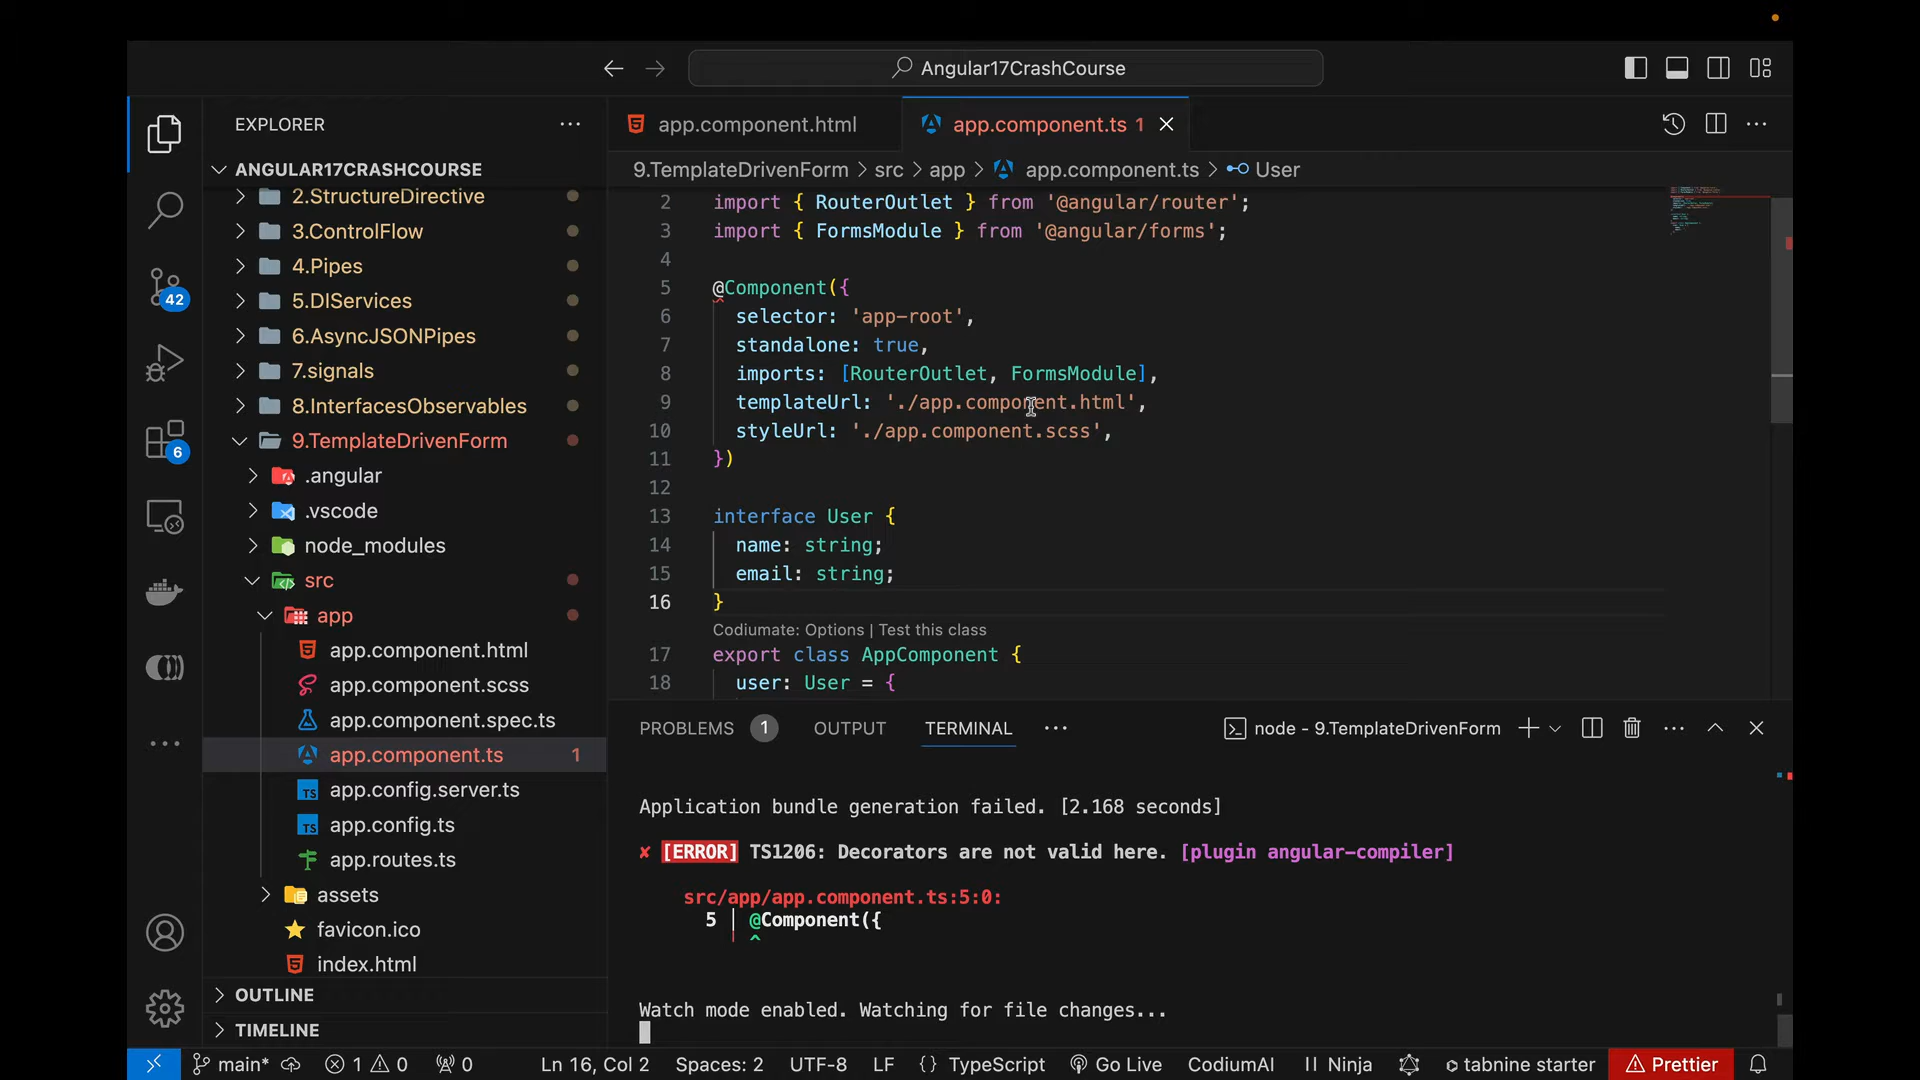 Angular17CrashCourse
EXPLORER
ANGULAR17CRASHCOURSE
2.StructureDirective
3.ControlFlow
4.Pipes
5.DIServices
6.AsyncJSONPipes
7.signals
8.InterfacesObservables
9.TemplateDrivenForm
.angular
.vscode
node_modules
src
app
app.component.html
app.component.scss
app.component.spec.ts
app.component.ts 1
app.config.server.ts
app.config.ts
app.routes.ts
assets
favicon.ico
index.html
OUTLINE
TIMELINE
42
6
app.component.html
app.component.ts 1
9.TemplateDrivenForm > src > app > app.component.ts > User
2 import { RouterOutlet } from '@angular/router';
3 import { FormsModule } from '@angular/forms';
4
5 @Component({
6 selector: 'app-root',
7 standalone: true,
8 imports: [RouterOutlet, FormsModule],
9 templateUrl: './app.component.html',
10 styleUrl: './app.component.scss',
11 })
12
13 interface User {
14 name: string;
15 email: string;
16 }
Codiumate: Options | Test this class
17 export class AppComponent {
18 user: User = {
PROBLEMS 1 OUTPUT TERMINAL node - 9.TemplateDrivenForm
Application bundle generation failed. [2.168 seconds]
✘ [ERROR] TS1206: Decorators are not valid here. [plugin angular-compiler]
src/app/app.component.ts:5:0:
5 │ @Component({
^
Watch mode enabled. Watching for file changes...
main* 1 0 0 Ln 16, Col 2 Spaces: 2 UTF-8 LF {} TypeScript Go Live CodiumAI Ninja tabnine starter Prettier